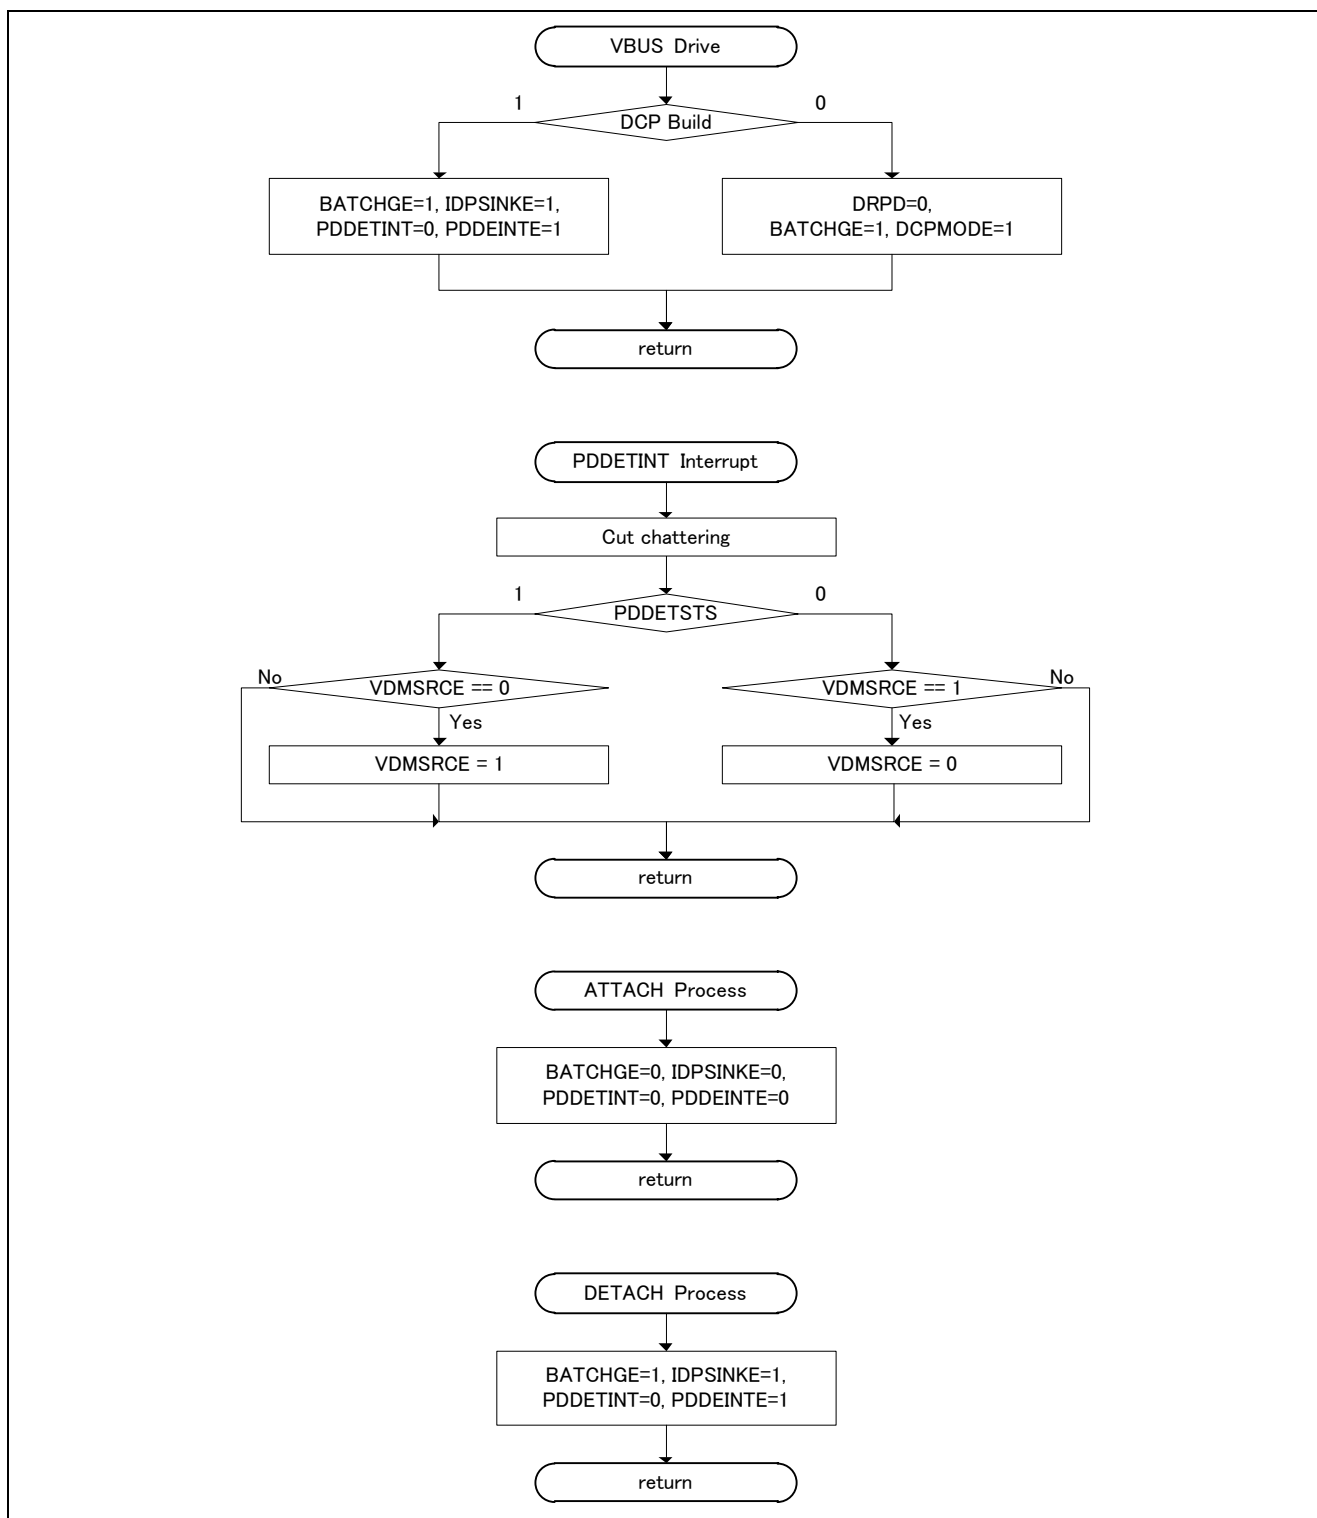 VBUS Drive
1
0
DCP Build
BATCHGE=1, IDPSINKE=1,
PDDETINT=0, PDDEINTE=1
DRPD=0,
BATCHGE=1, DCPMODE=1
return
PDDETINT Interrupt
Cut chattering
1
0
PDDETSTS
No
VDMSRCE == 0
Yes
VDMSRCE = 1
VDMSRCE == 1
No
Yes
VDMSRCE = 0
return
ATTACH Process
BATCHGE=0, IDPSINKE=0,
PDDETINT=0, PDDEINTE=0
return
DETACH Process
BATCHGE=1, IDPSINKE=1,
PDDETINT=0, PDDEINTE=1
return